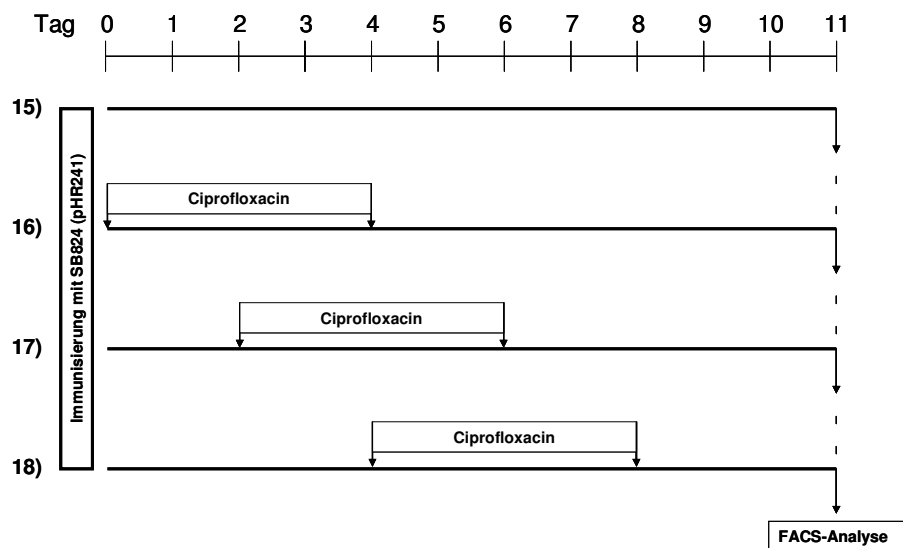 Tag 0 1 2 3 4 5 6 7 8 9 10 11
Immunisierung mit SB824 (pHR241)
15)
Ciprofloxacin
16)
Ciprofloxacin
17)
Ciprofloxacin
18)
FACS-Analyse